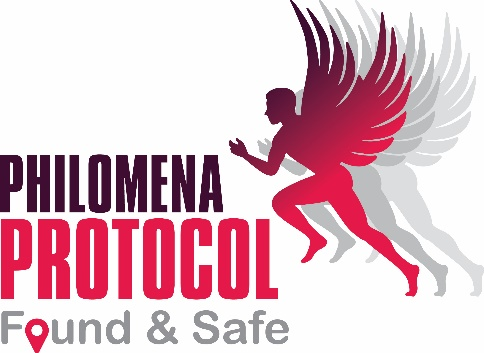 PHILOMENA
PROTOCOL
Found & Safe